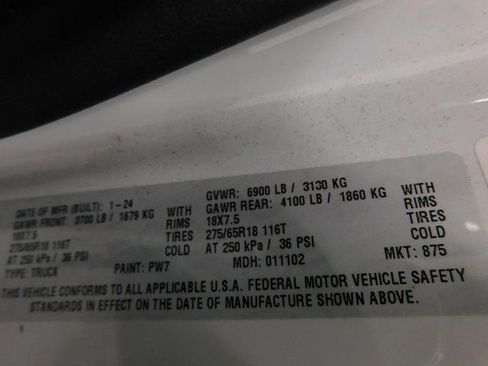 DATE OF MFR (BUILT): 1-24 GVWR: 6900 LB / 3130 KG
GAWR FRONT: 3700 LB / 1679 KG WITH GAWR REAR: 4100 LB / 1860 KG WITH
18X7.5 RIMS 18X7.5 RIMS
275/65R18 116T TIRES 275/65R18 116T TIRES
AT 250 kPa / 36 PSI COLD AT 250 kPa / 36 PSI COLD
TYPE: TRUCK PAINT: PW7 MDH: 011102 MKT: 875
THIS VEHICLE CONFORMS TO ALL APPLICABLE U.S.A. FEDERAL MOTOR VEHICLE SAFETY
STANDARDS IN EFFECT ON THE DATE OF MANUFACTURE SHOWN ABOVE.